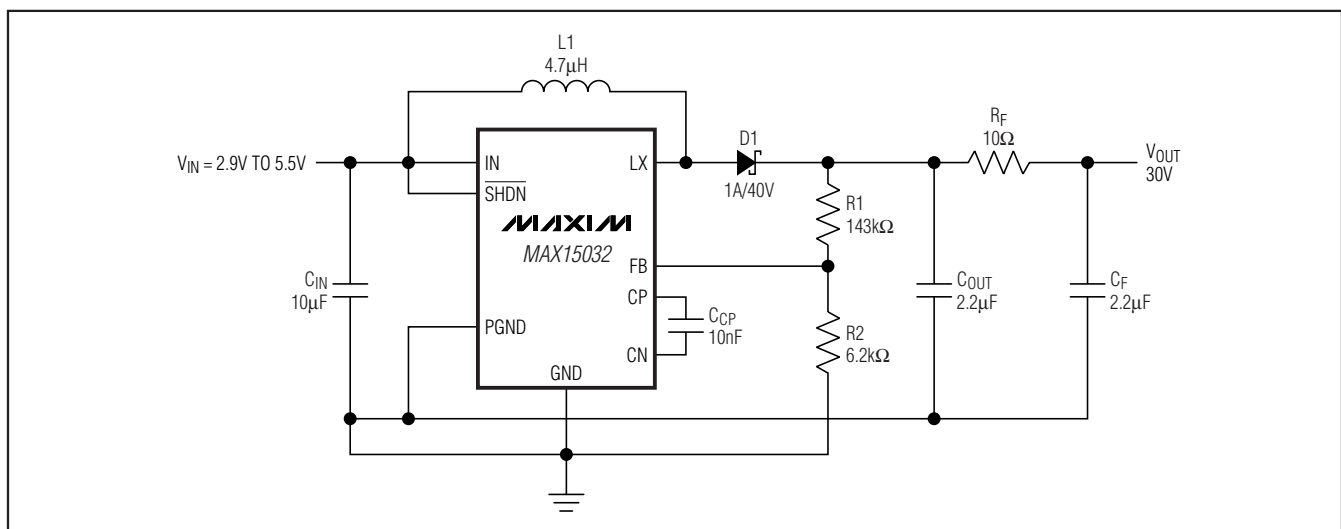 L1
4.7µH
VIN = 2.9V TO 5.5V
IN
SHDN
MAXIM
MAX15032
LX
D1
1A/40V
RF
10Ω
VOUT
30V
R1
143kΩ
FB
CP
CCP
10nF
CN
CIN
10µF
PGND
GND
R2
6.2kΩ
COUT
2.2µF
CF
2.2µF